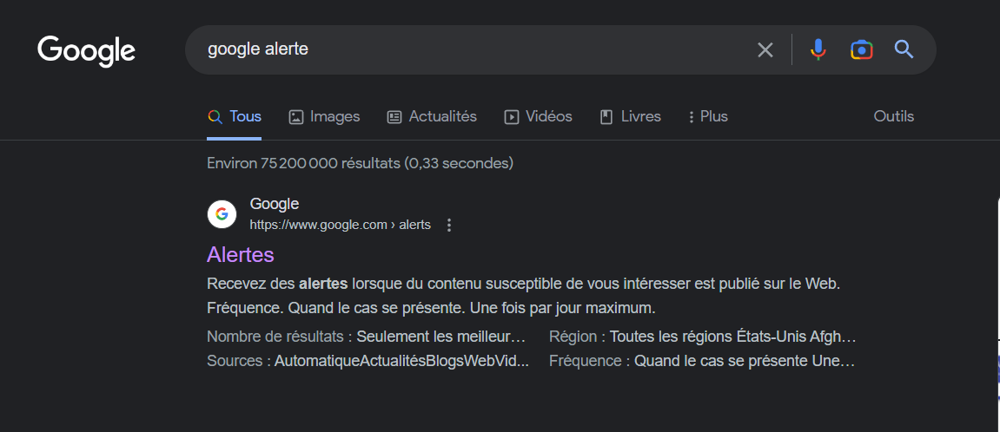 Google
google alerte
Tous Images Actualités Vidéos Livres Plus Outils
Environ 75 200 000 résultats (0,33 secondes)
G
Google
https://www.google.com › alerts
Alertes
Recevez des alertes lorsque du contenu susceptible de vous intéresser est publié sur le Web.
Fréquence. Quand le cas se présente. Une fois par jour maximum.
Nombre de résultats : Seulement les meilleur… Région : Toutes les régions États-Unis Afgh…
Sources : AutomatiqueActualitésBlogsWebVid... Fréquence : Quand le cas se présente Une…